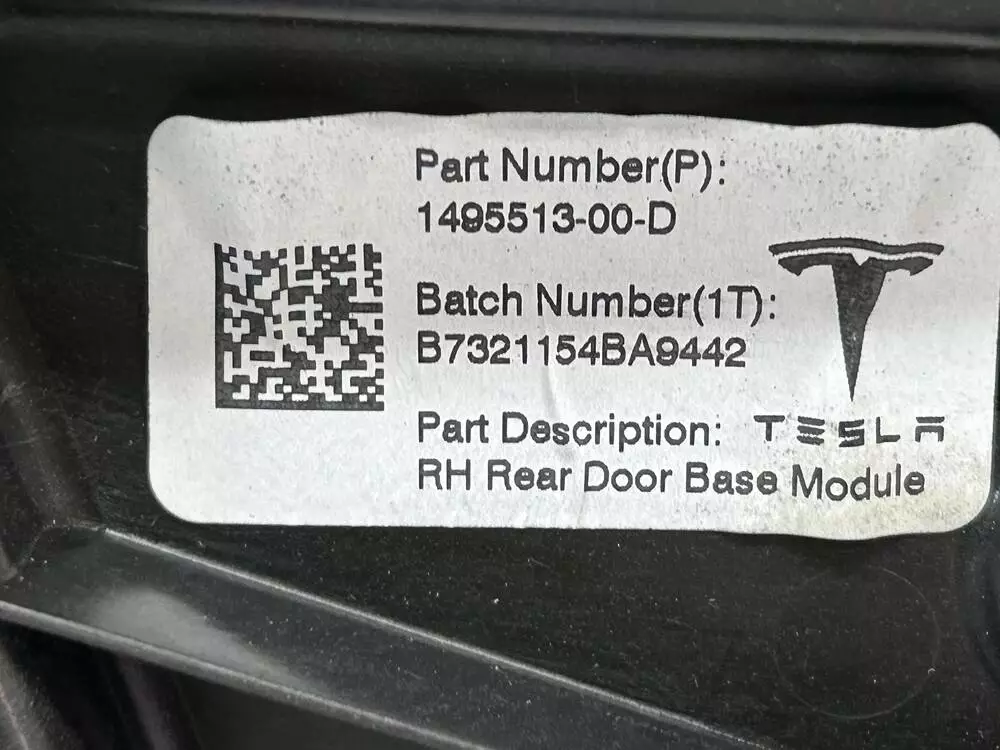 Part Number(P):
1495513-00-D
Batch Number(1T):
B7321154BA9442
Part Description:
TESLA
RH Rear Door Base Module